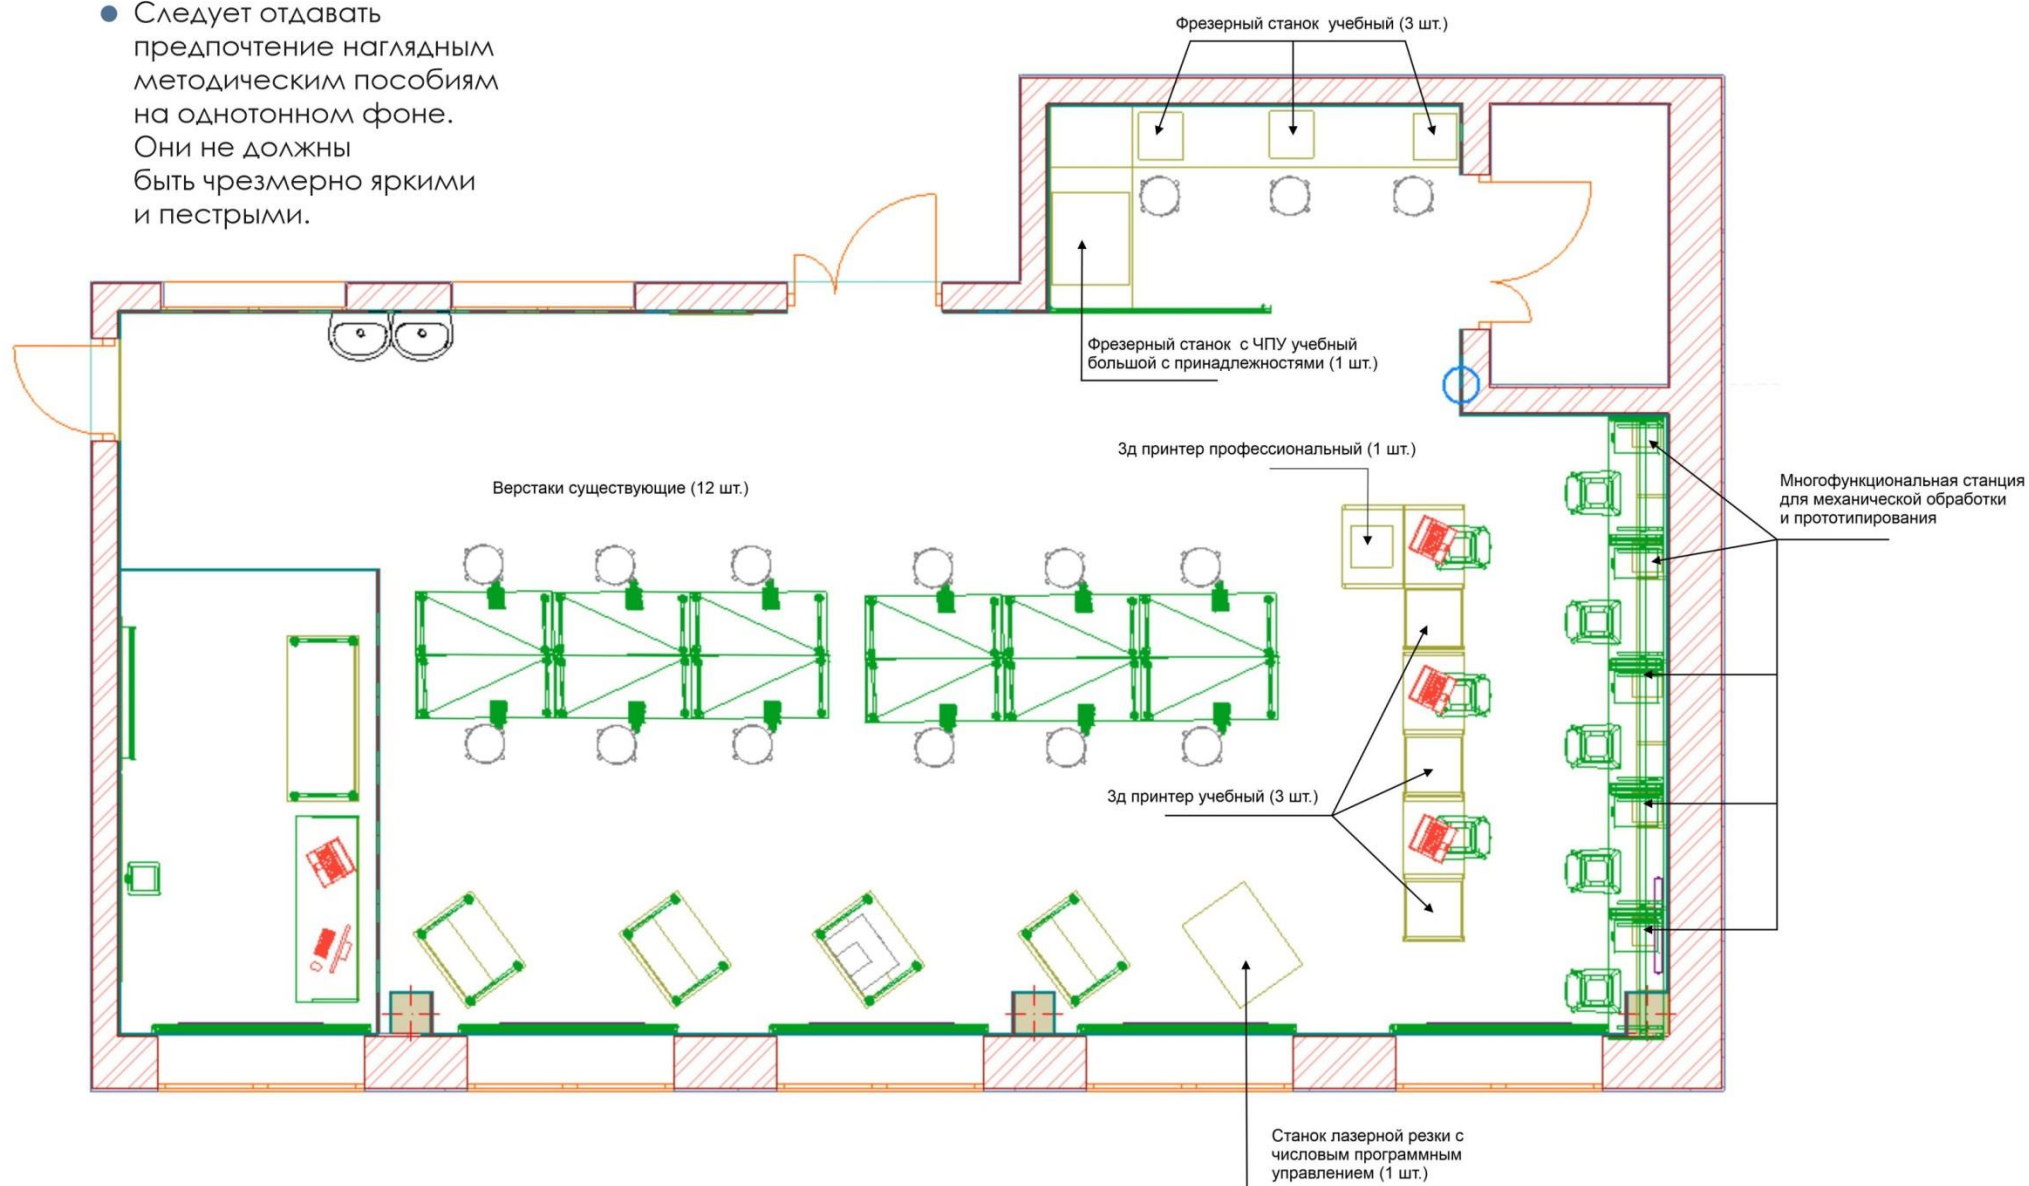 ● Следует отдавать
предпочтение наглядным
методическим пособиям
на однотонном фоне.
Они не должны
быть чрезмерно яркими
и пестрыми.
Фрезерный станок учебный (3 шт.)
Фрезерный станок с ЧПУ учебный
большой с принадлежностями (1 шт.)
3д принтер профессиональный (1 шт.)
Верстаки существующие (12 шт.)
Многофункциональная станция
для механической обработки
и прототипирования
3д принтер учебный (3 шт.)
Станок лазерной резки с
числовым программным
управлением (1 шт.)